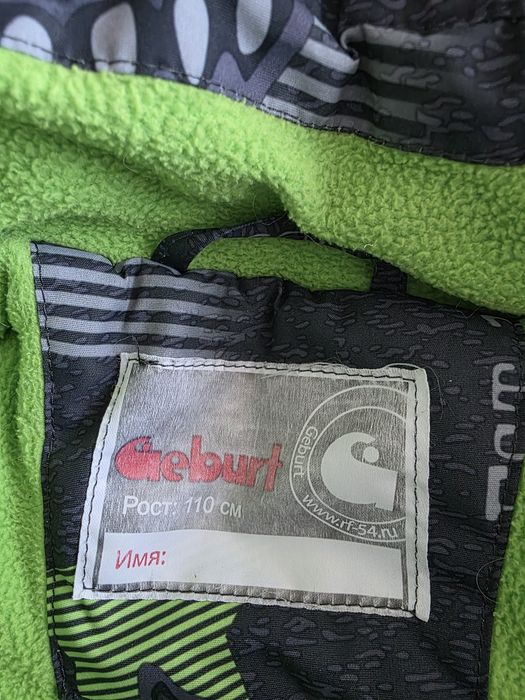 Geburt
Рост: 110 см
Имя:
Geburt
www.rf-54.ru